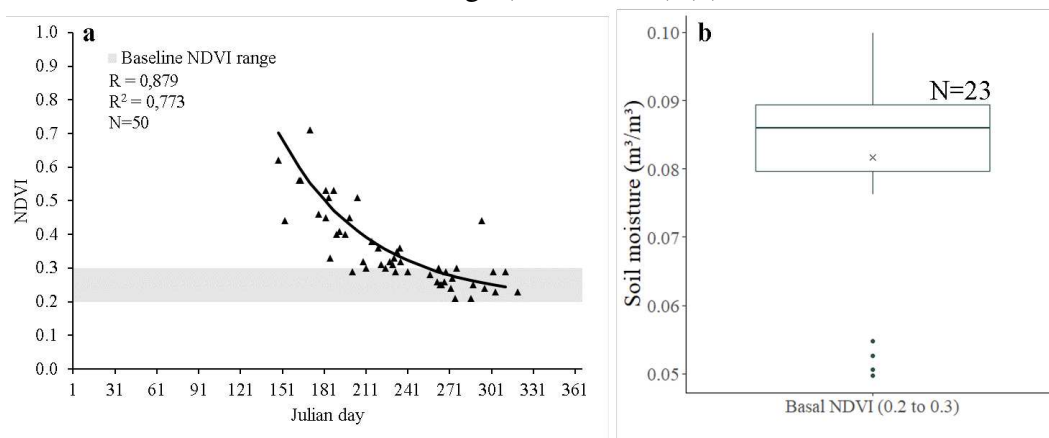 a
1.0
0.9
0.8
0.7
0.6
0.5
0.4
0.3
0.2
0.1
0.0
NDVI
Baseline NDVI range
R = 0,879
R² = 0,773
N=50
1 31 61 91 121 151 181 211 241 271 301 331 361
Julian day
b
0.10
0.09
0.08
0.07
0.06
0.05
Soil moisture (m³/m³)
N=23
Basal NDVI (0.2 to 0.3)